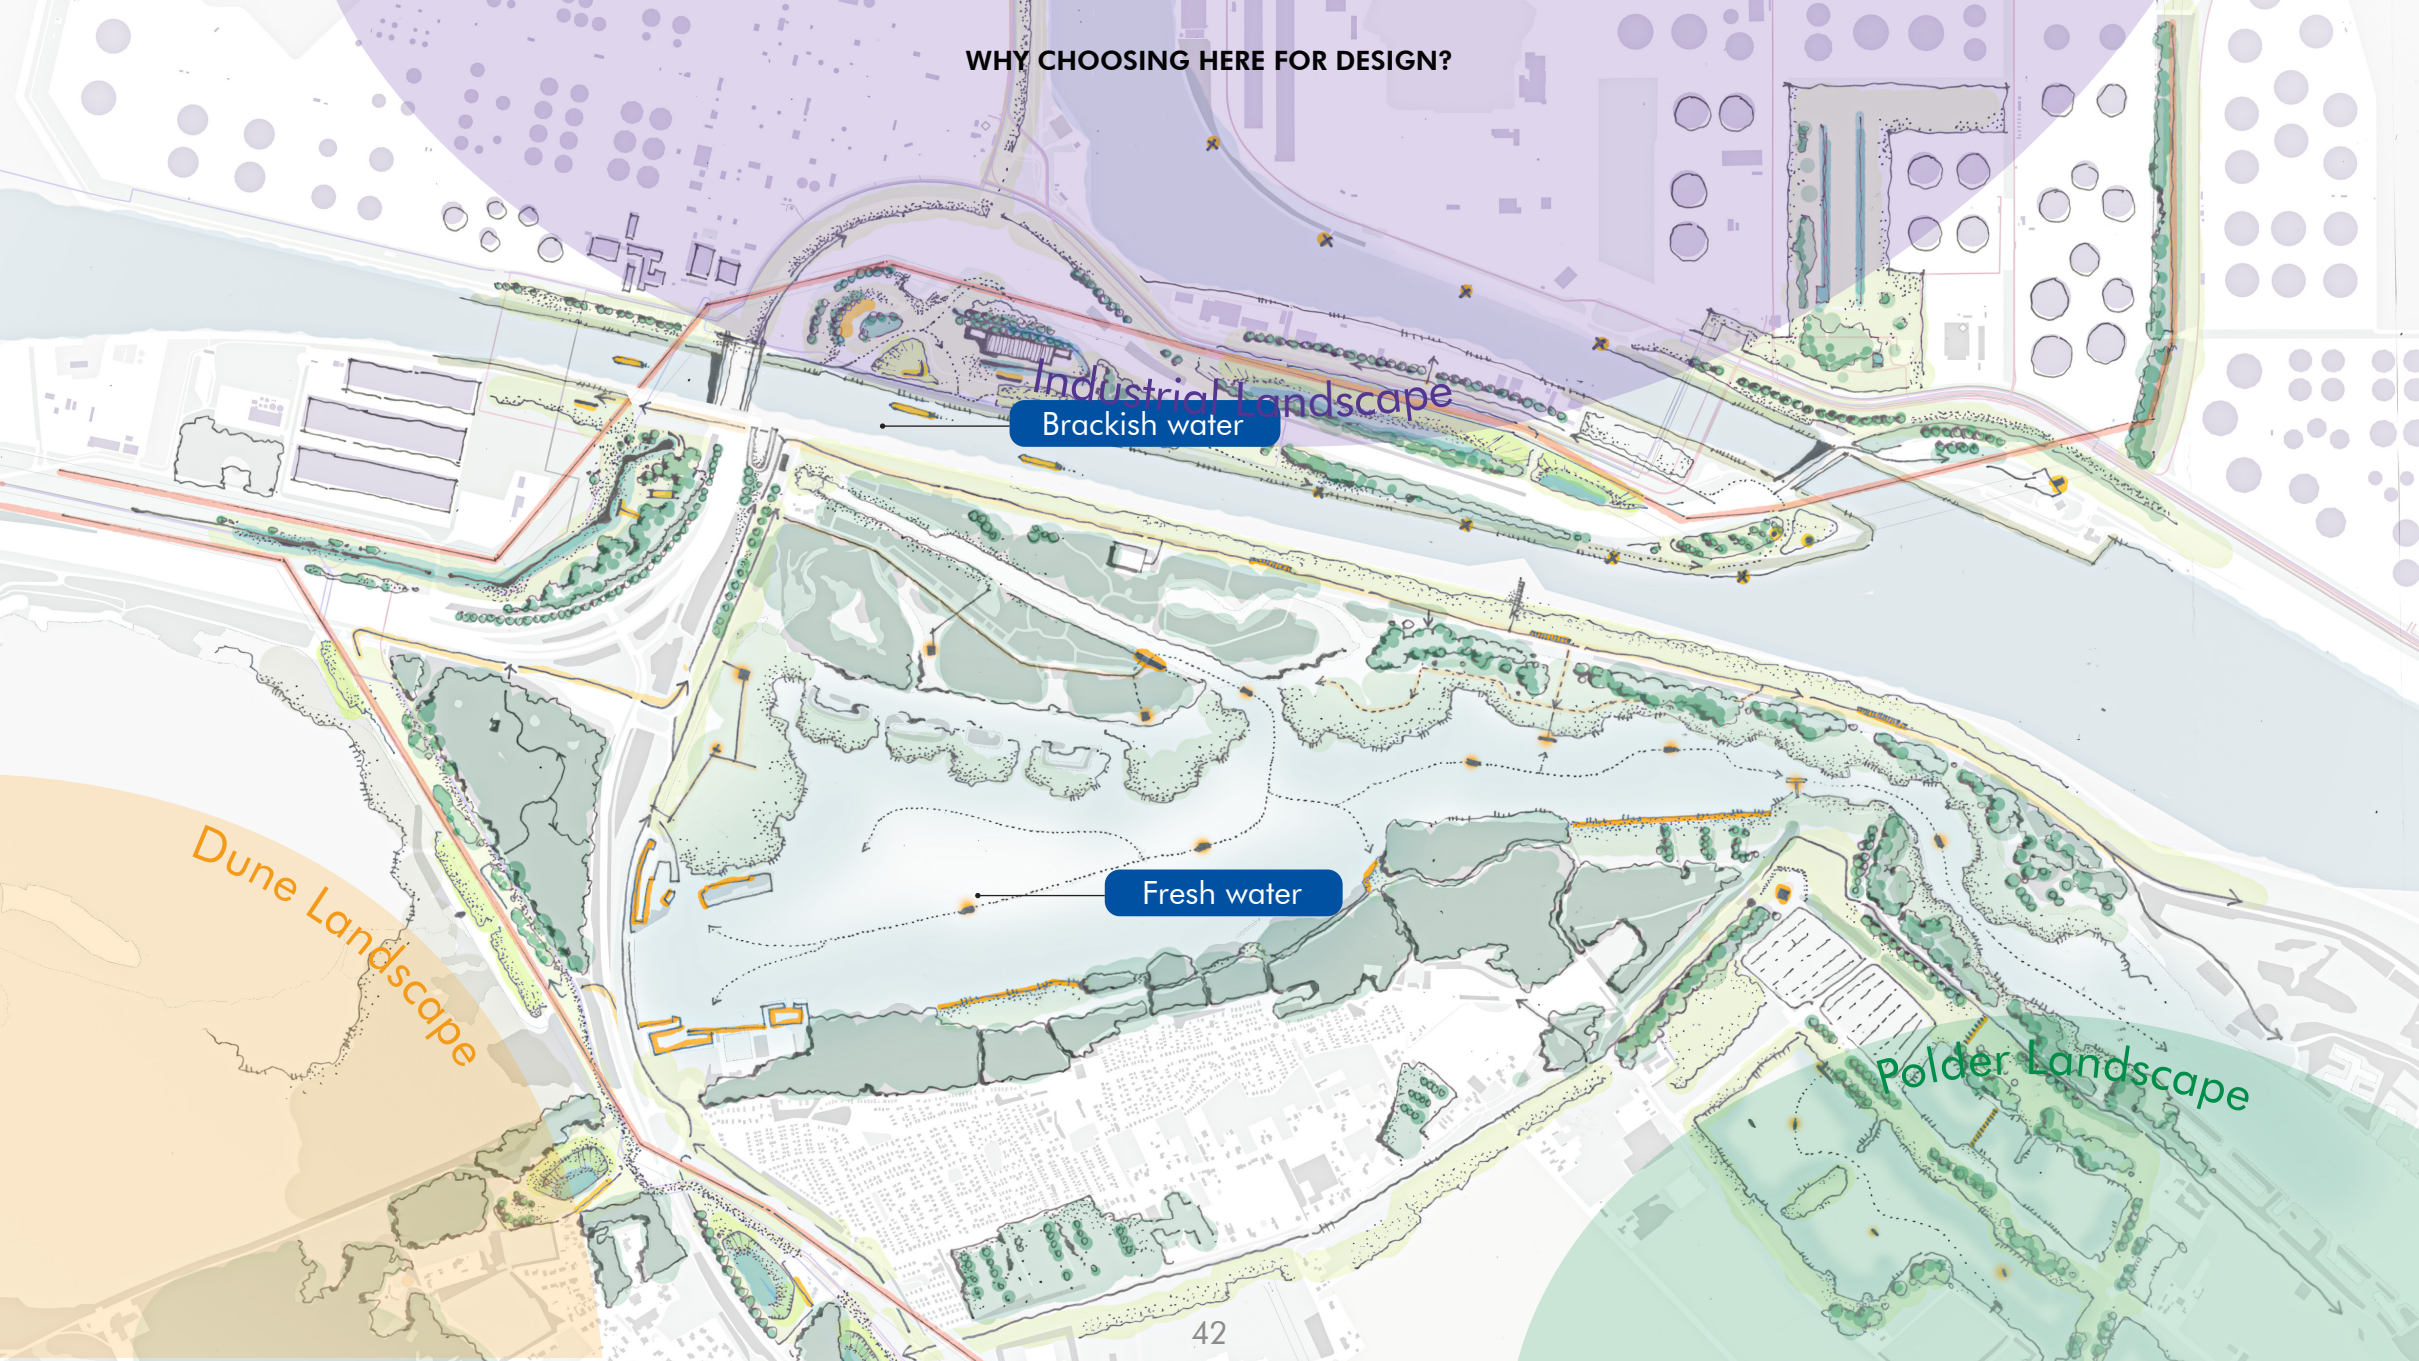 WHY CHOOSING HERE FOR DESIGN?
Industrial Landscape
Brackish water
Fresh water
Dune Landscape
Polder Landscape
42